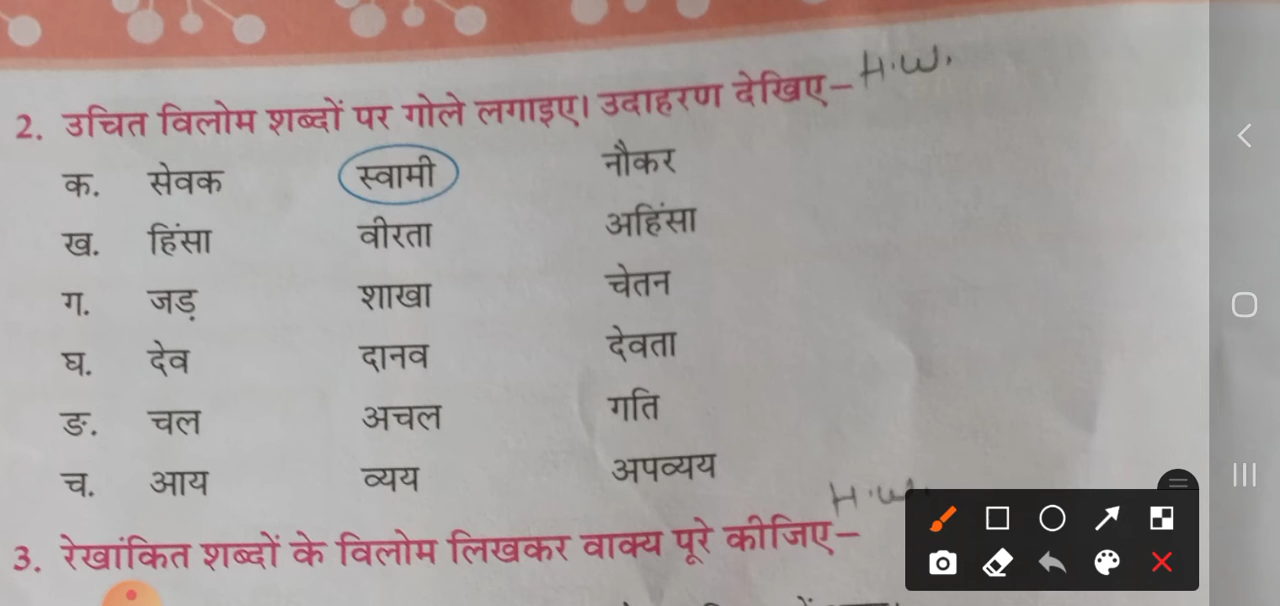 2. उचित विलोम शब्दों पर गोले लगाइए। उदाहरण देखिए– H.W.
क. सेवक स्वामी नौकर
ख. हिंसा वीरता अहिंसा
ग. जड़ शाखा चेतन
घ. देव दानव देवता
ङ. चल अचल गति
च. आय व्यय अपव्यय
H.W.
3. रेखांकित शब्दों के विलोम लिखकर वाक्य पूरे कीजिए–